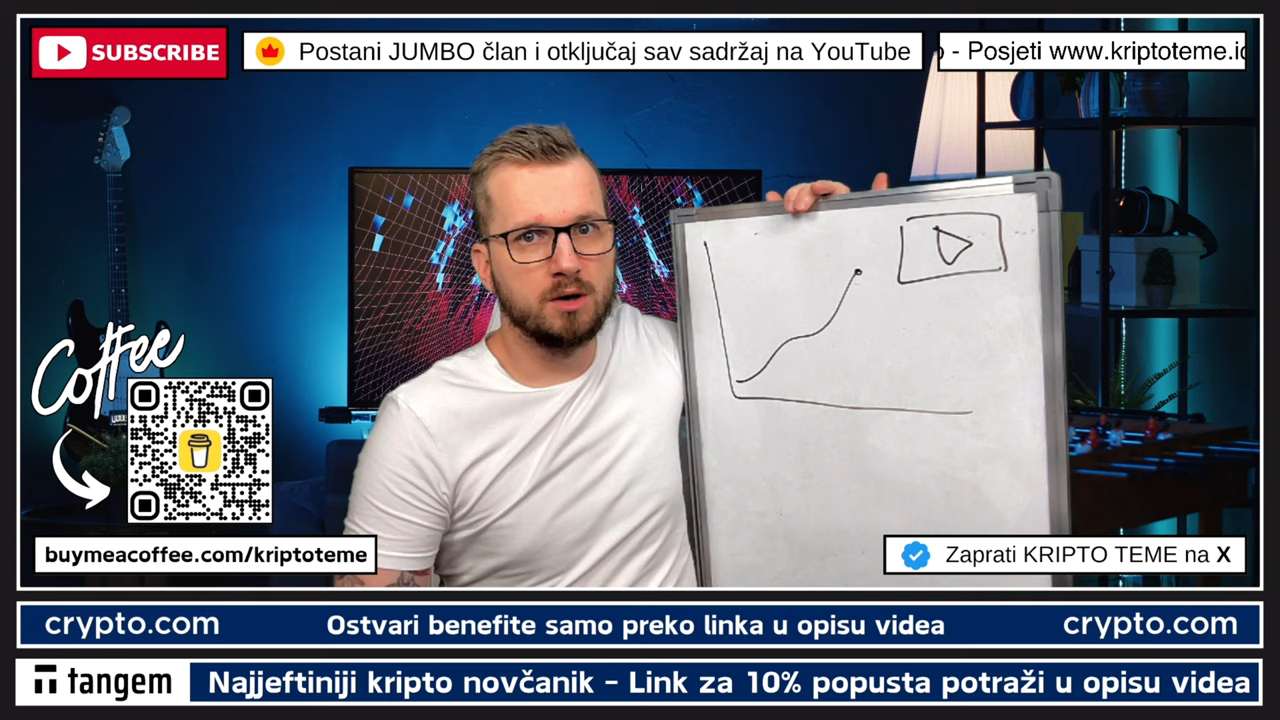 SUBSCRIBE
Postani JUMBO član i otključaj sav sadržaj na YouTube
- Posjeti www.kriptoteme.io
Coffee
buymeacoffee.com/kriptoteme
Zaprati KRIPTO TEME na X
crypto.com
Ostvari benefite samo preko linka u opisu videa
crypto.com
tangem
Najjeftiniji kripto novčanik - Link za 10% popusta potraži u opisu videa